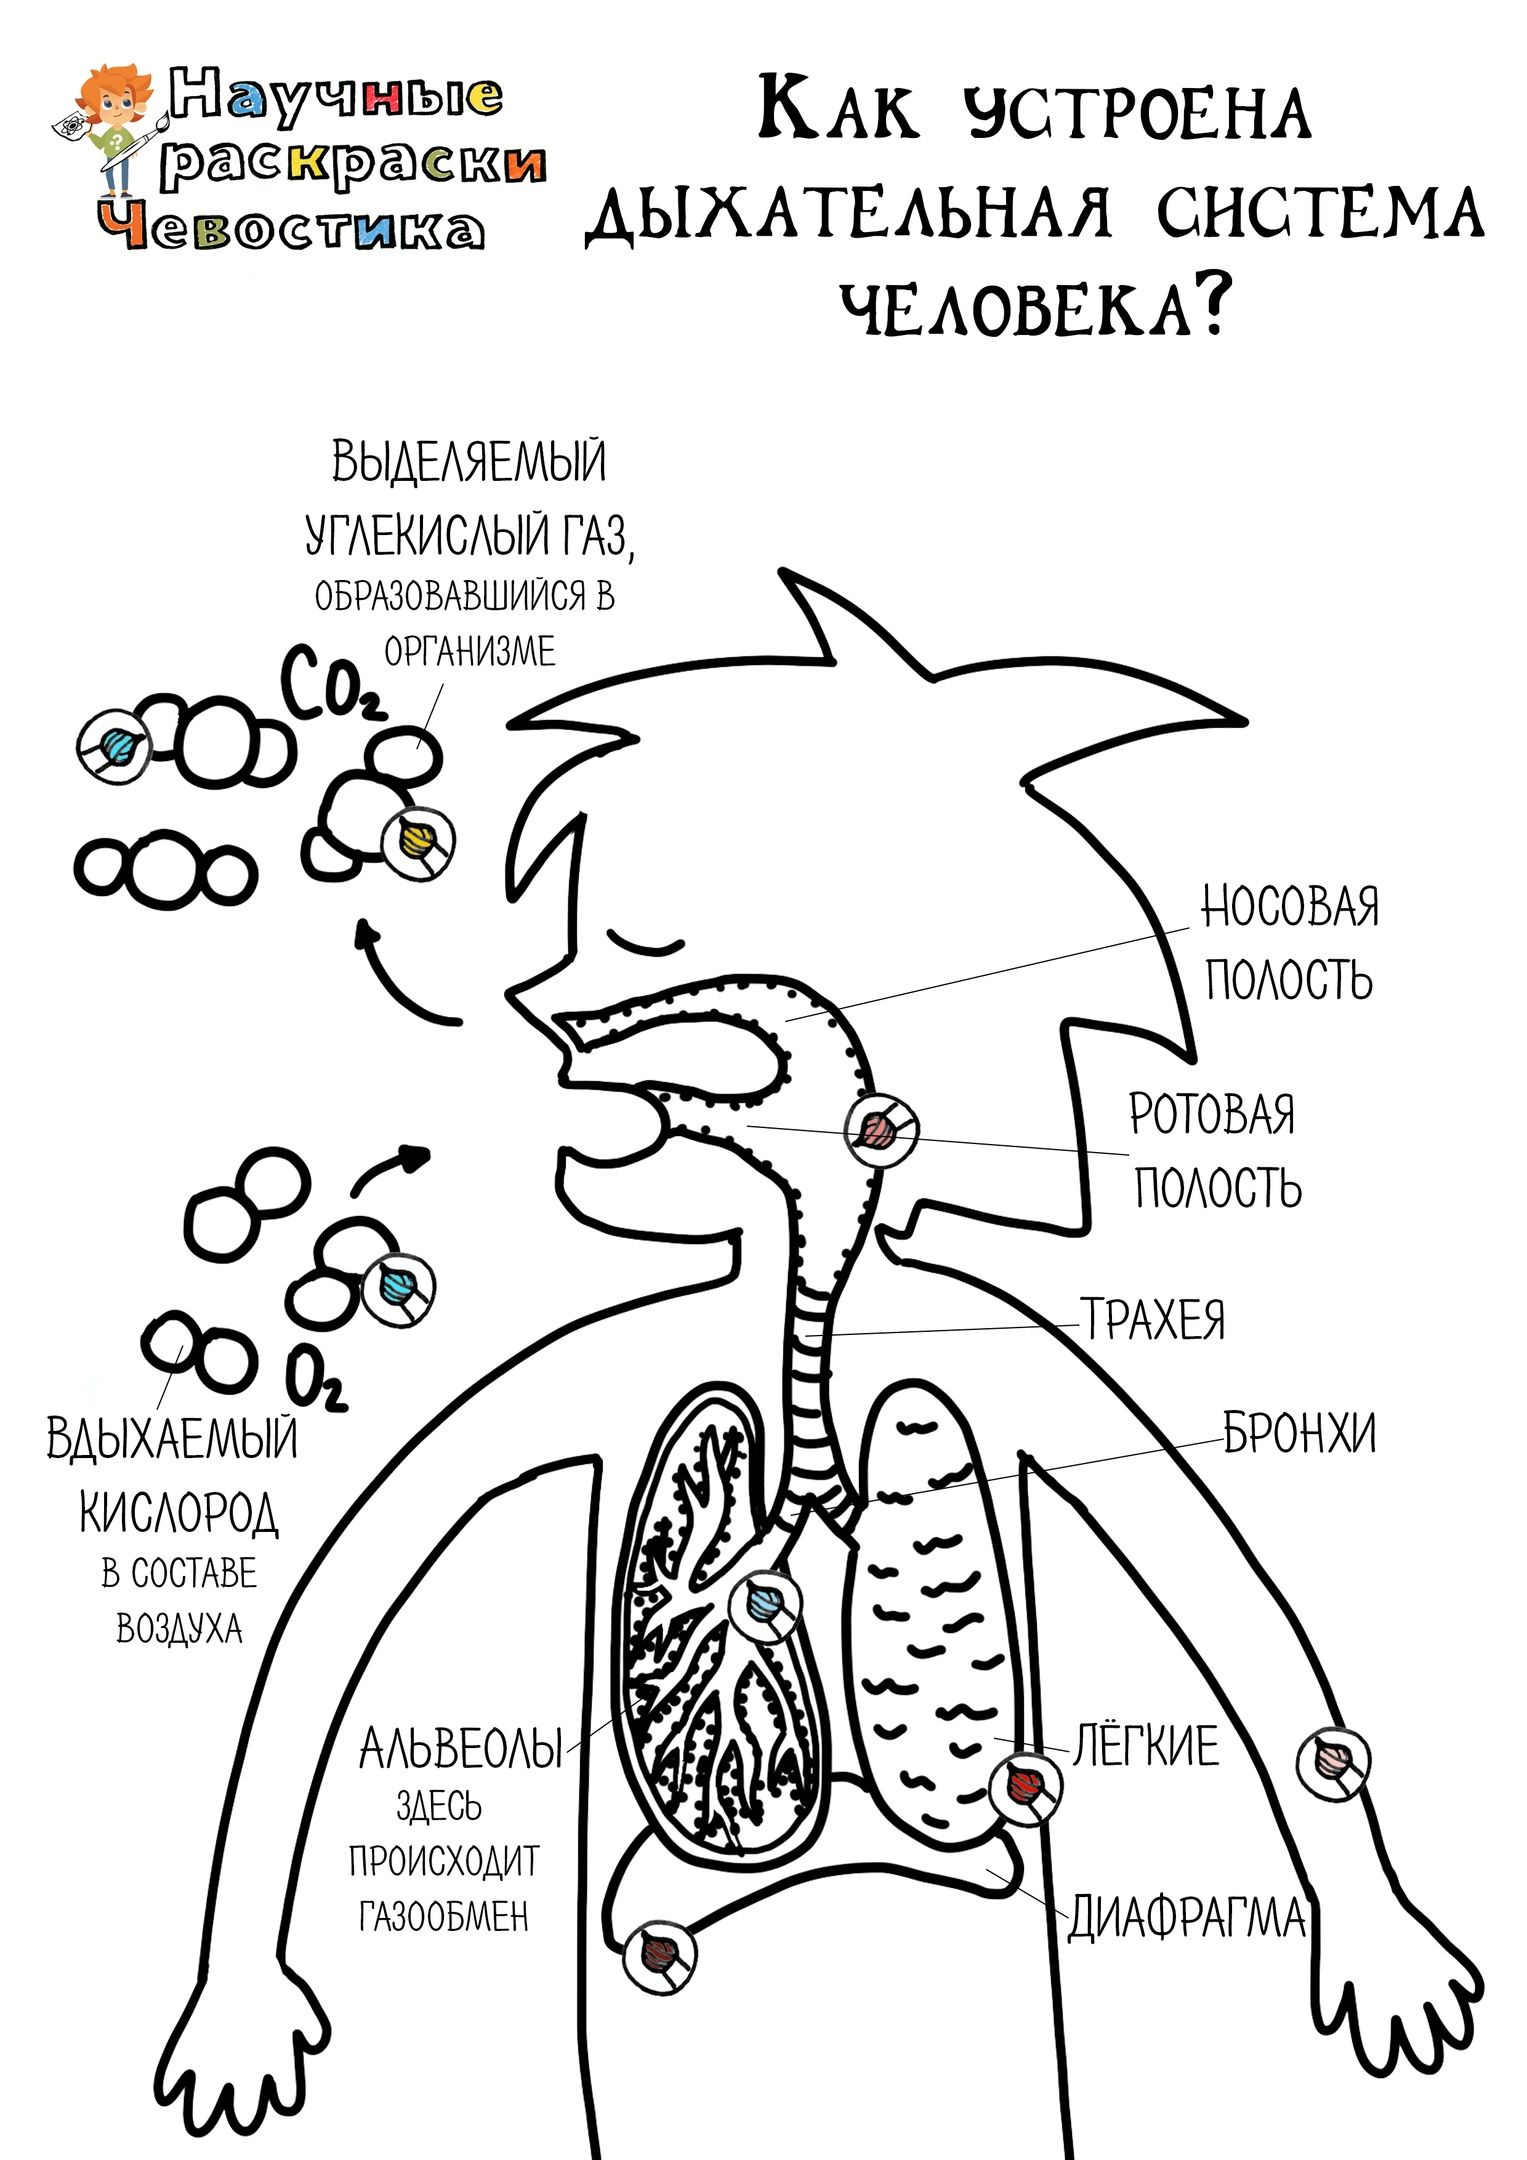 Научные
раскраски
Чевостика
Как устроена
дыхательная система
человека?
Выделяемый
углекислый газ,
образовавшийся в
организме
CO₂
Носовая
полость
Ротовая
полость
Трахея
O₂
Бронхи
Вдыхаемый
кислород
в составе
воздуха
Альвеолы
здесь
происходит
газообмен
Лёгкие
Диафрагма